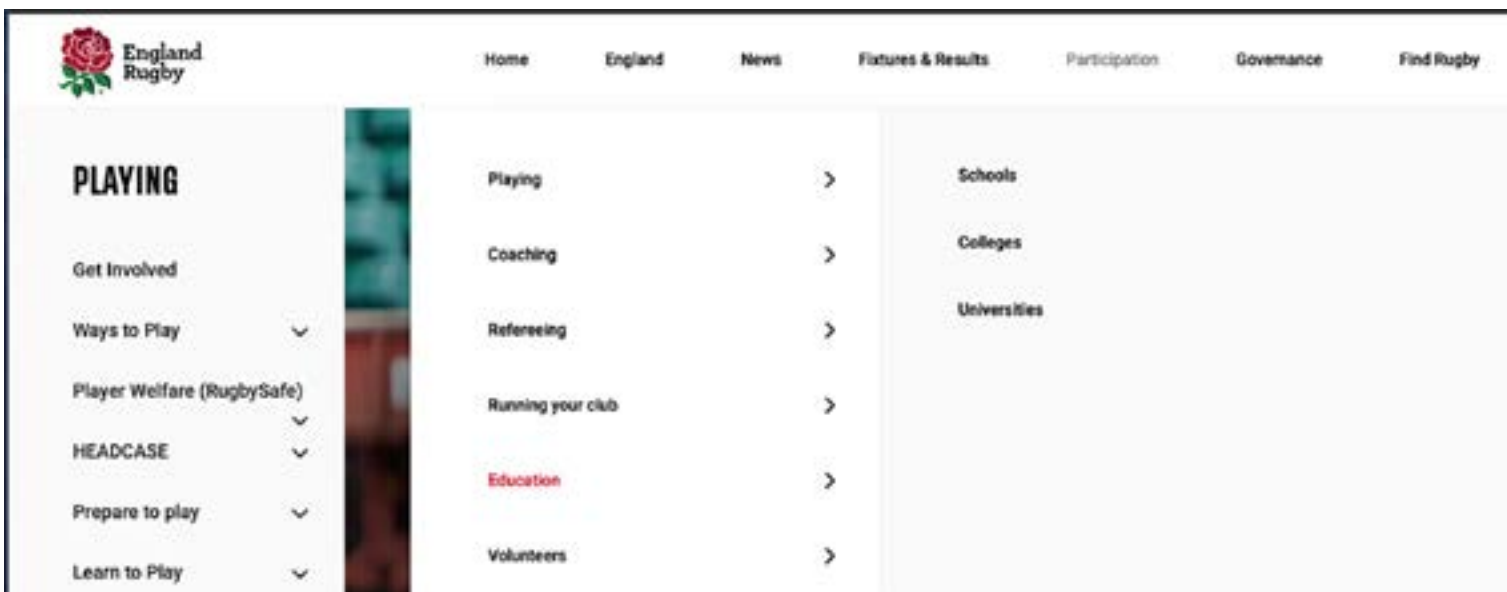 England
Rugby
Home England News Fixtures & Results Participation Governance Find Rugby
PLAYING
Get Involved
Ways to Play
Player Welfare (RugbySafe)
HEADCASE
Prepare to play
Learn to Play
Playing
Coaching
Refereeing
Running your club
Education
Volunteers
Schools
Colleges
Universities